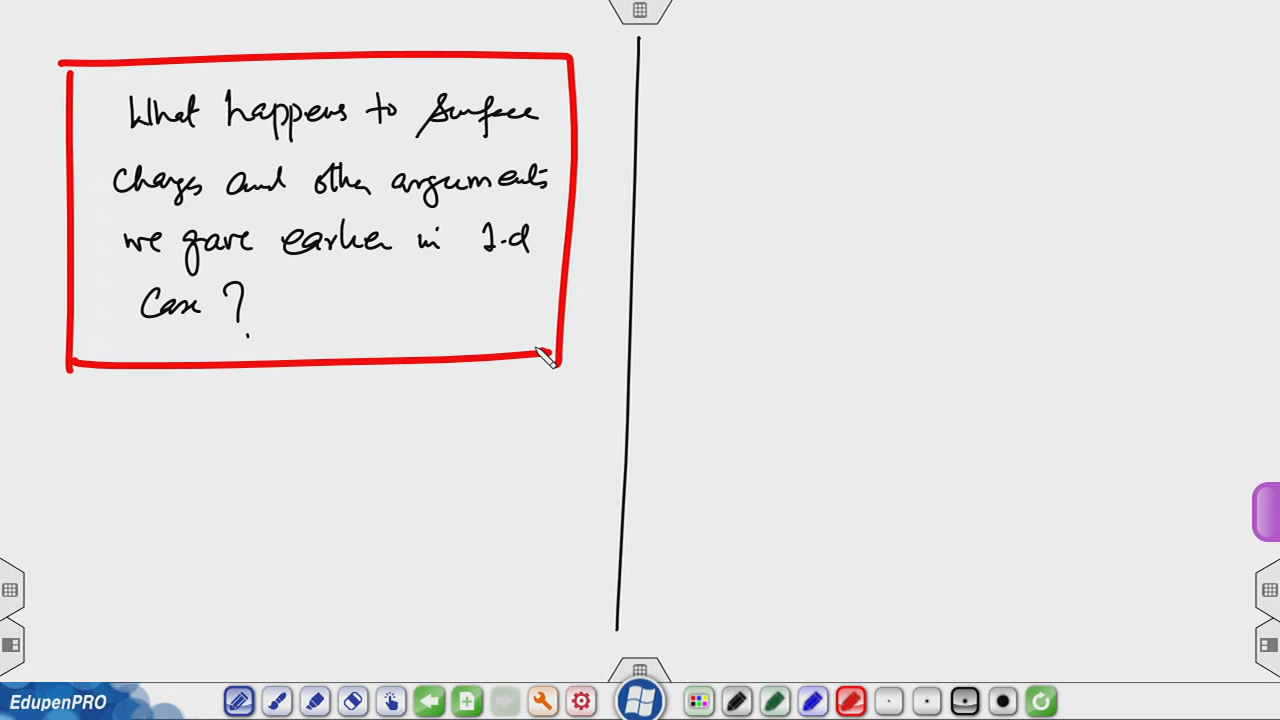 What happens to surface
charges and other arguments
we gave earlier in 1-d
Case ?
EdupenPRO